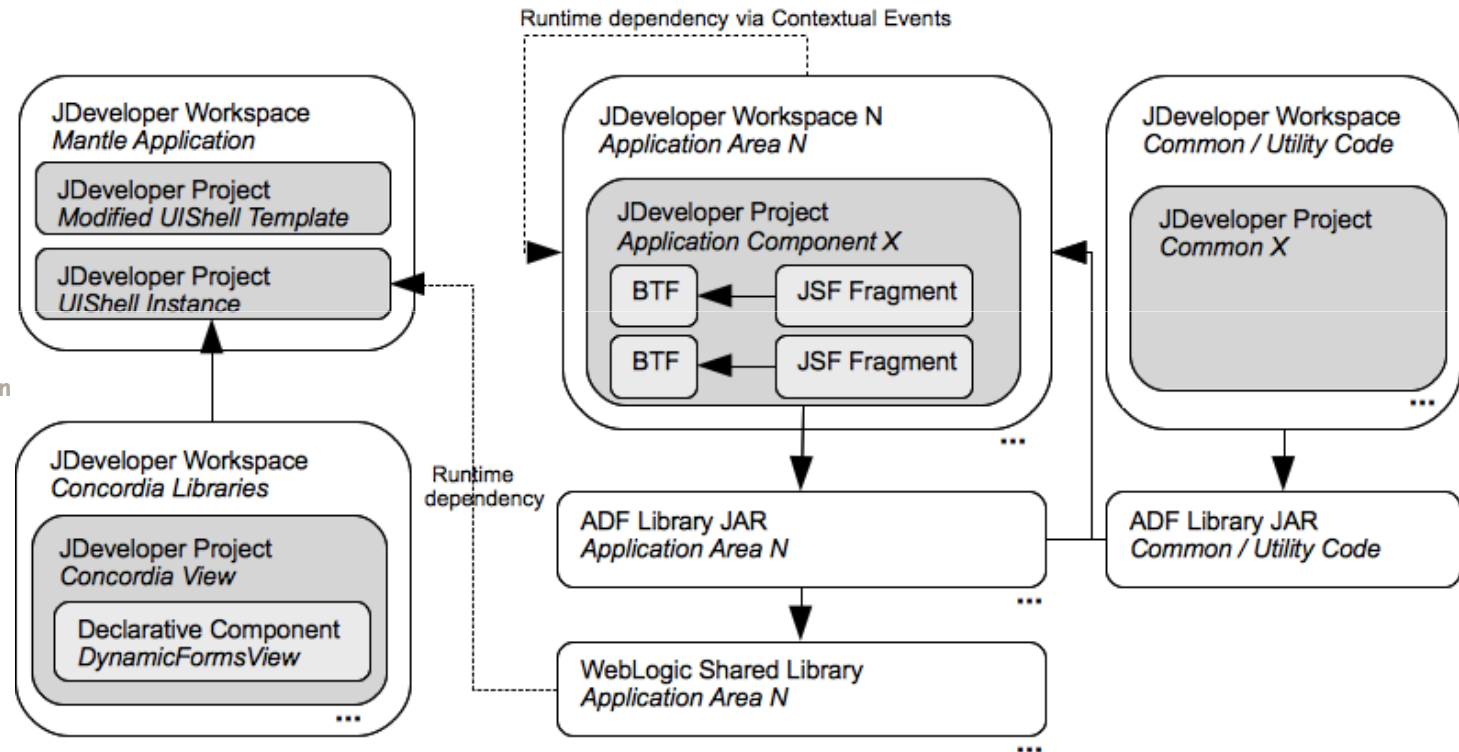 Runtime dependency via Contextual Events
JDeveloper Workspace
Mantle Application
JDeveloper Project
Modified UIShell Template
JDeveloper Project
UIShell Instance
JDeveloper Workspace N
Application Area N
JDeveloper Project
Application Component X
BTF
JSF Fragment
BTF
JSF Fragment
...
JDeveloper Workspace
Common / Utility Code
JDeveloper Project
Common X
...
n
JDeveloper Workspace
Concordia Libraries
JDeveloper Project
Concordia View
Declarative Component
DynamicFormsView
...
Runtime
dependency
ADF Library JAR
Application Area N
...
ADF Library JAR
Common / Utility Code
WebLogic Shared Library
Application Area N
...